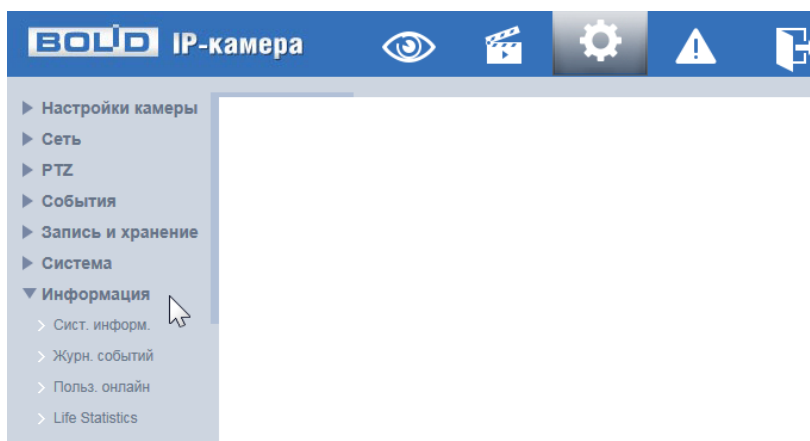 BOLID IP-камера
Настройки камеры
Сеть
PTZ
События
Запись и хранение
Система
Информация
Сист. информ.
Журн. событий
Польз. онлайн
Life Statistics